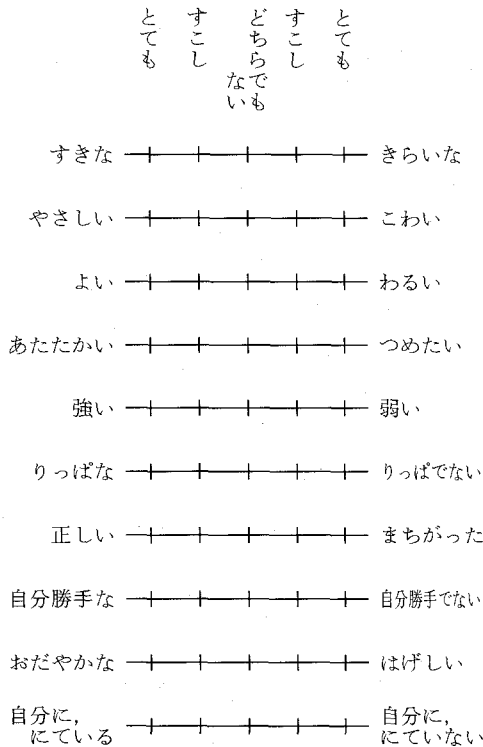 とても
すこし
どちらでも
ない
すこし
とても
すきな きらいな
やさしい こわい
よい わるい
あたたかい つめたい
強い 弱い
りっぱな りっぱでない
正しい まちがった
自分勝手な 自分勝手でない
おだやかな はげしい
自分に, 自分に,
にている にていない